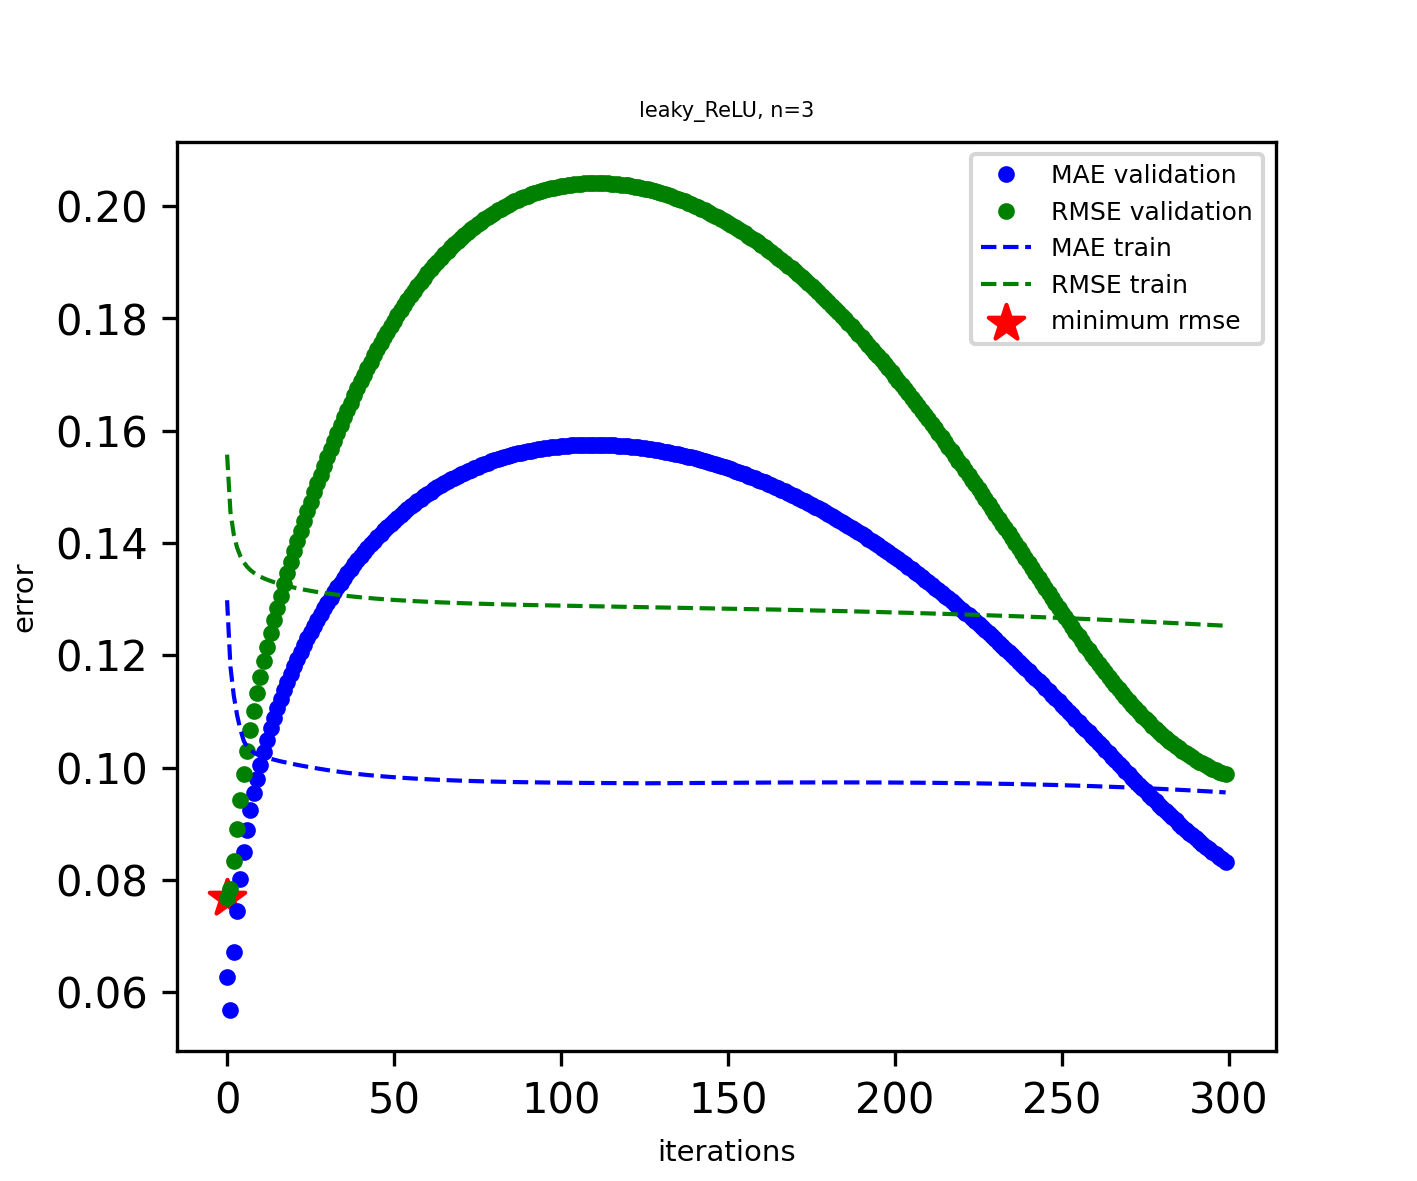 leaky_ReLU, n=3
MAE validation
RMSE validation
MAE train
RMSE train
minimum rmse
0.20
0.18
0.16
0.14
0.12
0.10
0.08
0.06
error
0 50 100 150 200 250 300
iterations